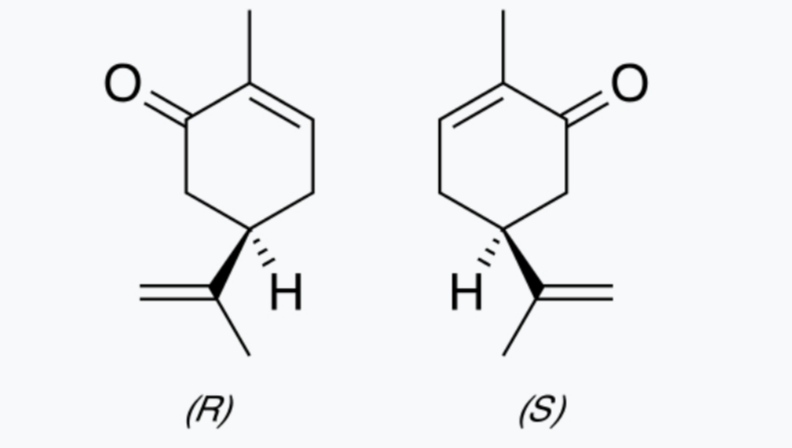 O O
H H
(R) (S)